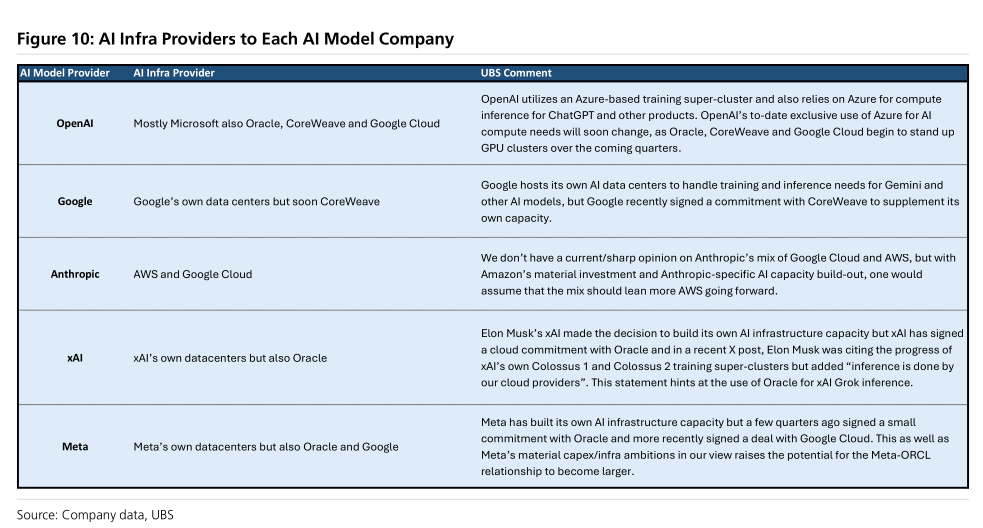 Figure 10: AI Infra Providers to Each AI Model Company
AI Model Provider AI Infra Provider UBS Comment
OpenAI Mostly Microsoft also Oracle, CoreWeave and Google Cloud
OpenAI utilizes an Azure-based training super-cluster and also relies on Azure for compute
inference for ChatGPT and other products. OpenAI's to-date exclusive use of Azure for AI
compute needs will soon change, as Oracle, CoreWeave and Google Cloud begin to stand up
GPU clusters over the coming quarters.
Google Google's own data centers but soon CoreWeave
Google hosts its own AI data centers to handle training and inference needs for Gemini and
other AI models, but Google recently signed a commitment with CoreWeave to supplement its
own capacity.
Anthropic AWS and Google Cloud
We don't have a current/sharp opinion on Anthropic's mix of Google Cloud and AWS, but with
Amazon's material investment and Anthropic-specific AI capacity build-out, one would
assume that the mix should lean more AWS going forward.
xAI xAI's own datacenters but also Oracle
Elon Musk's xAI made the decision to build its own AI infrastructure capacity but xAI has signed
a cloud commitment with Oracle and in a recent X post, Elon Musk was citing the progress of
xAI's own Colossus 1 and Colossus 2 training super-clusters but added “inference is done by
our cloud providers”. This statement hints at the use of Oracle for xAI Grok inference.
Meta Meta's own datacenters but also Oracle and Google
Meta has built its own AI infrastructure capacity but a few quarters ago signed a small
commitment with Oracle and more recently signed a deal with Google Cloud. This as well as
Meta's material capex/infra ambitions in our view raises the potential for the Meta-ORCL
relationship to become larger.
Source: Company data, UBS